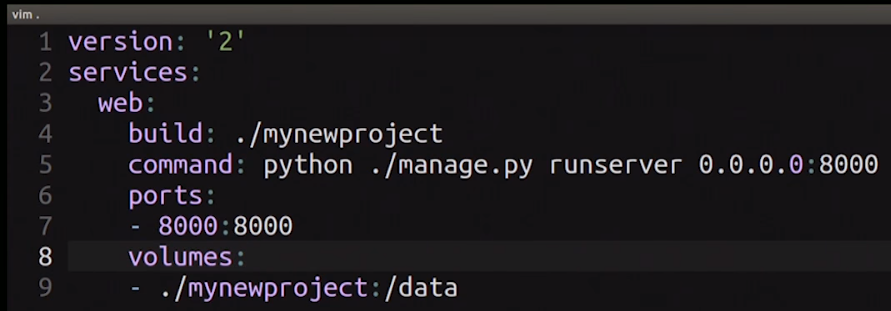 vim .
1 version: '2'
2 services:
3   web:
4     build: ./mynewproject
5     command: python ./manage.py runserver 0.0.0.0:8000
6     ports:
7     - 8000:8000
8     volumes:
9     - ./mynewproject:/data